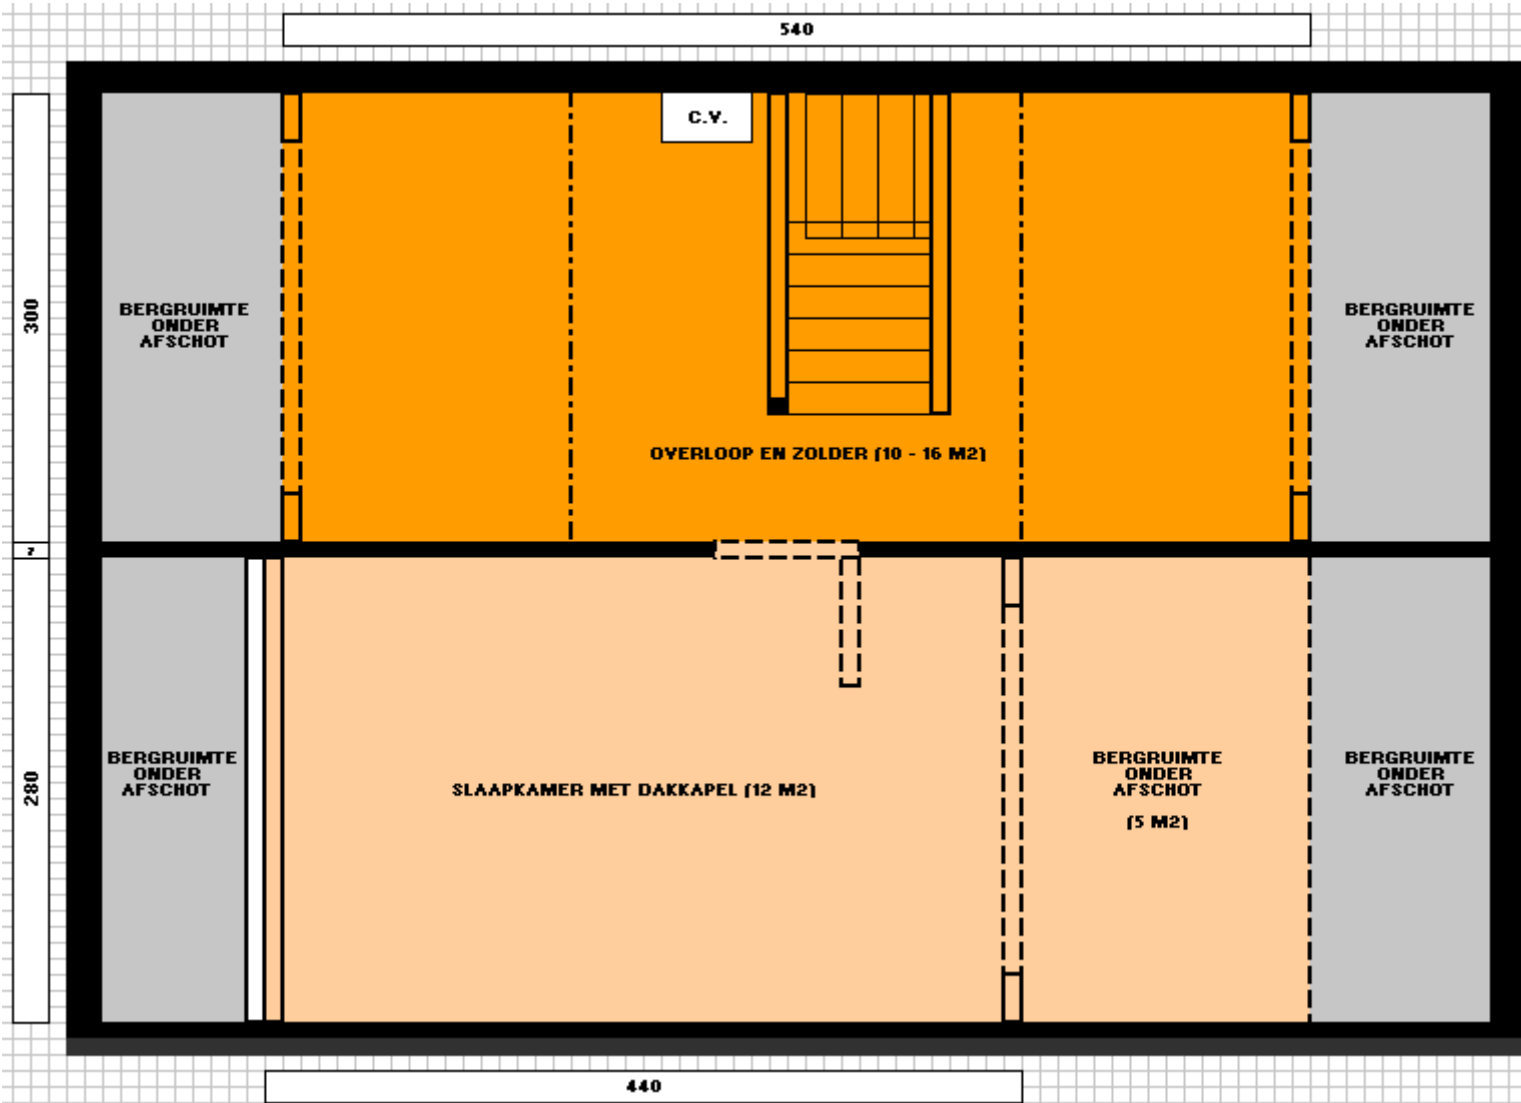 540
C.V.
300
BERGRUIMTE
ONDER
AFSCHOT
BERGRUIMTE
ONDER
AFSCHOT
OVERLOOP EN ZOLDER (10 - 16 M2)
7
280
BERGRUIMTE
ONDER
AFSCHOT
SLAAPKAMER MET DAKKAPEL (12 M2)
BERGRUIMTE
ONDER
AFSCHOT
(5 M2)
BERGRUIMTE
ONDER
AFSCHOT
440